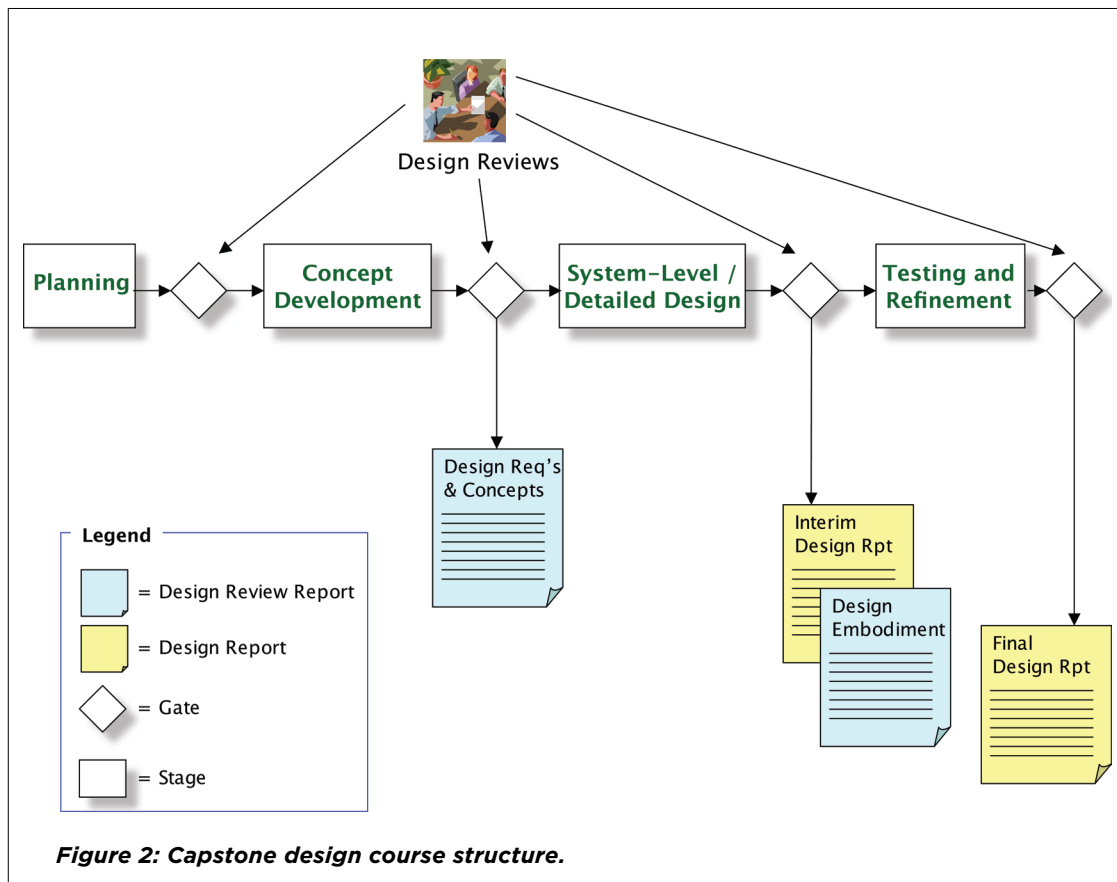 Design Reviews
Planning
Concept
Development
System-Level /
Detailed Design
Testing and
Refinement
Design Req's
& Concepts
Interim
Design Rpt
Design
Embodiment
Final
Design Rpt
Legend
= Design Review Report
= Design Report
= Gate
= Stage
Figure 2: Capstone design course structure.